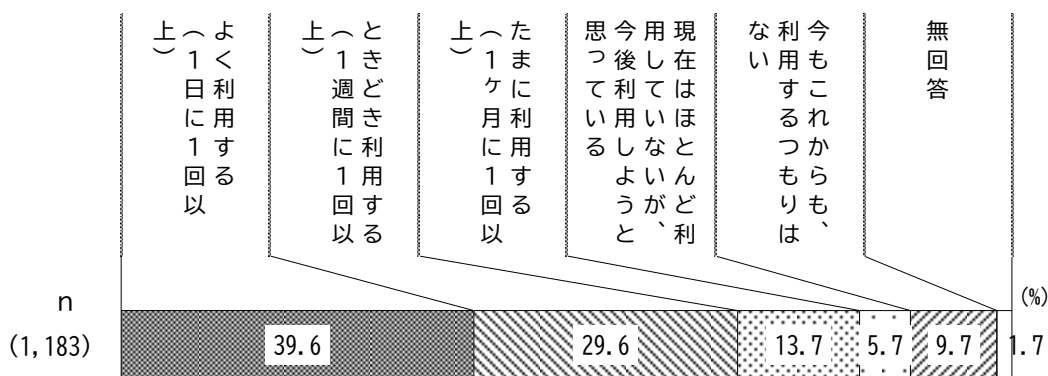 よく利用する
（１日に１回以
上）
ときどき利用する
（１週間に１回以
上）
たまに利用する
（１ヶ月に１回以
上）
現在はほとんど利
用していないが、
今後利用しようと
思っている
今もこれからも、
利用するつもりは
ない
無回答
(%)
n
(1,183)
39.6
29.6
13.7
5.7
9.7
1.7